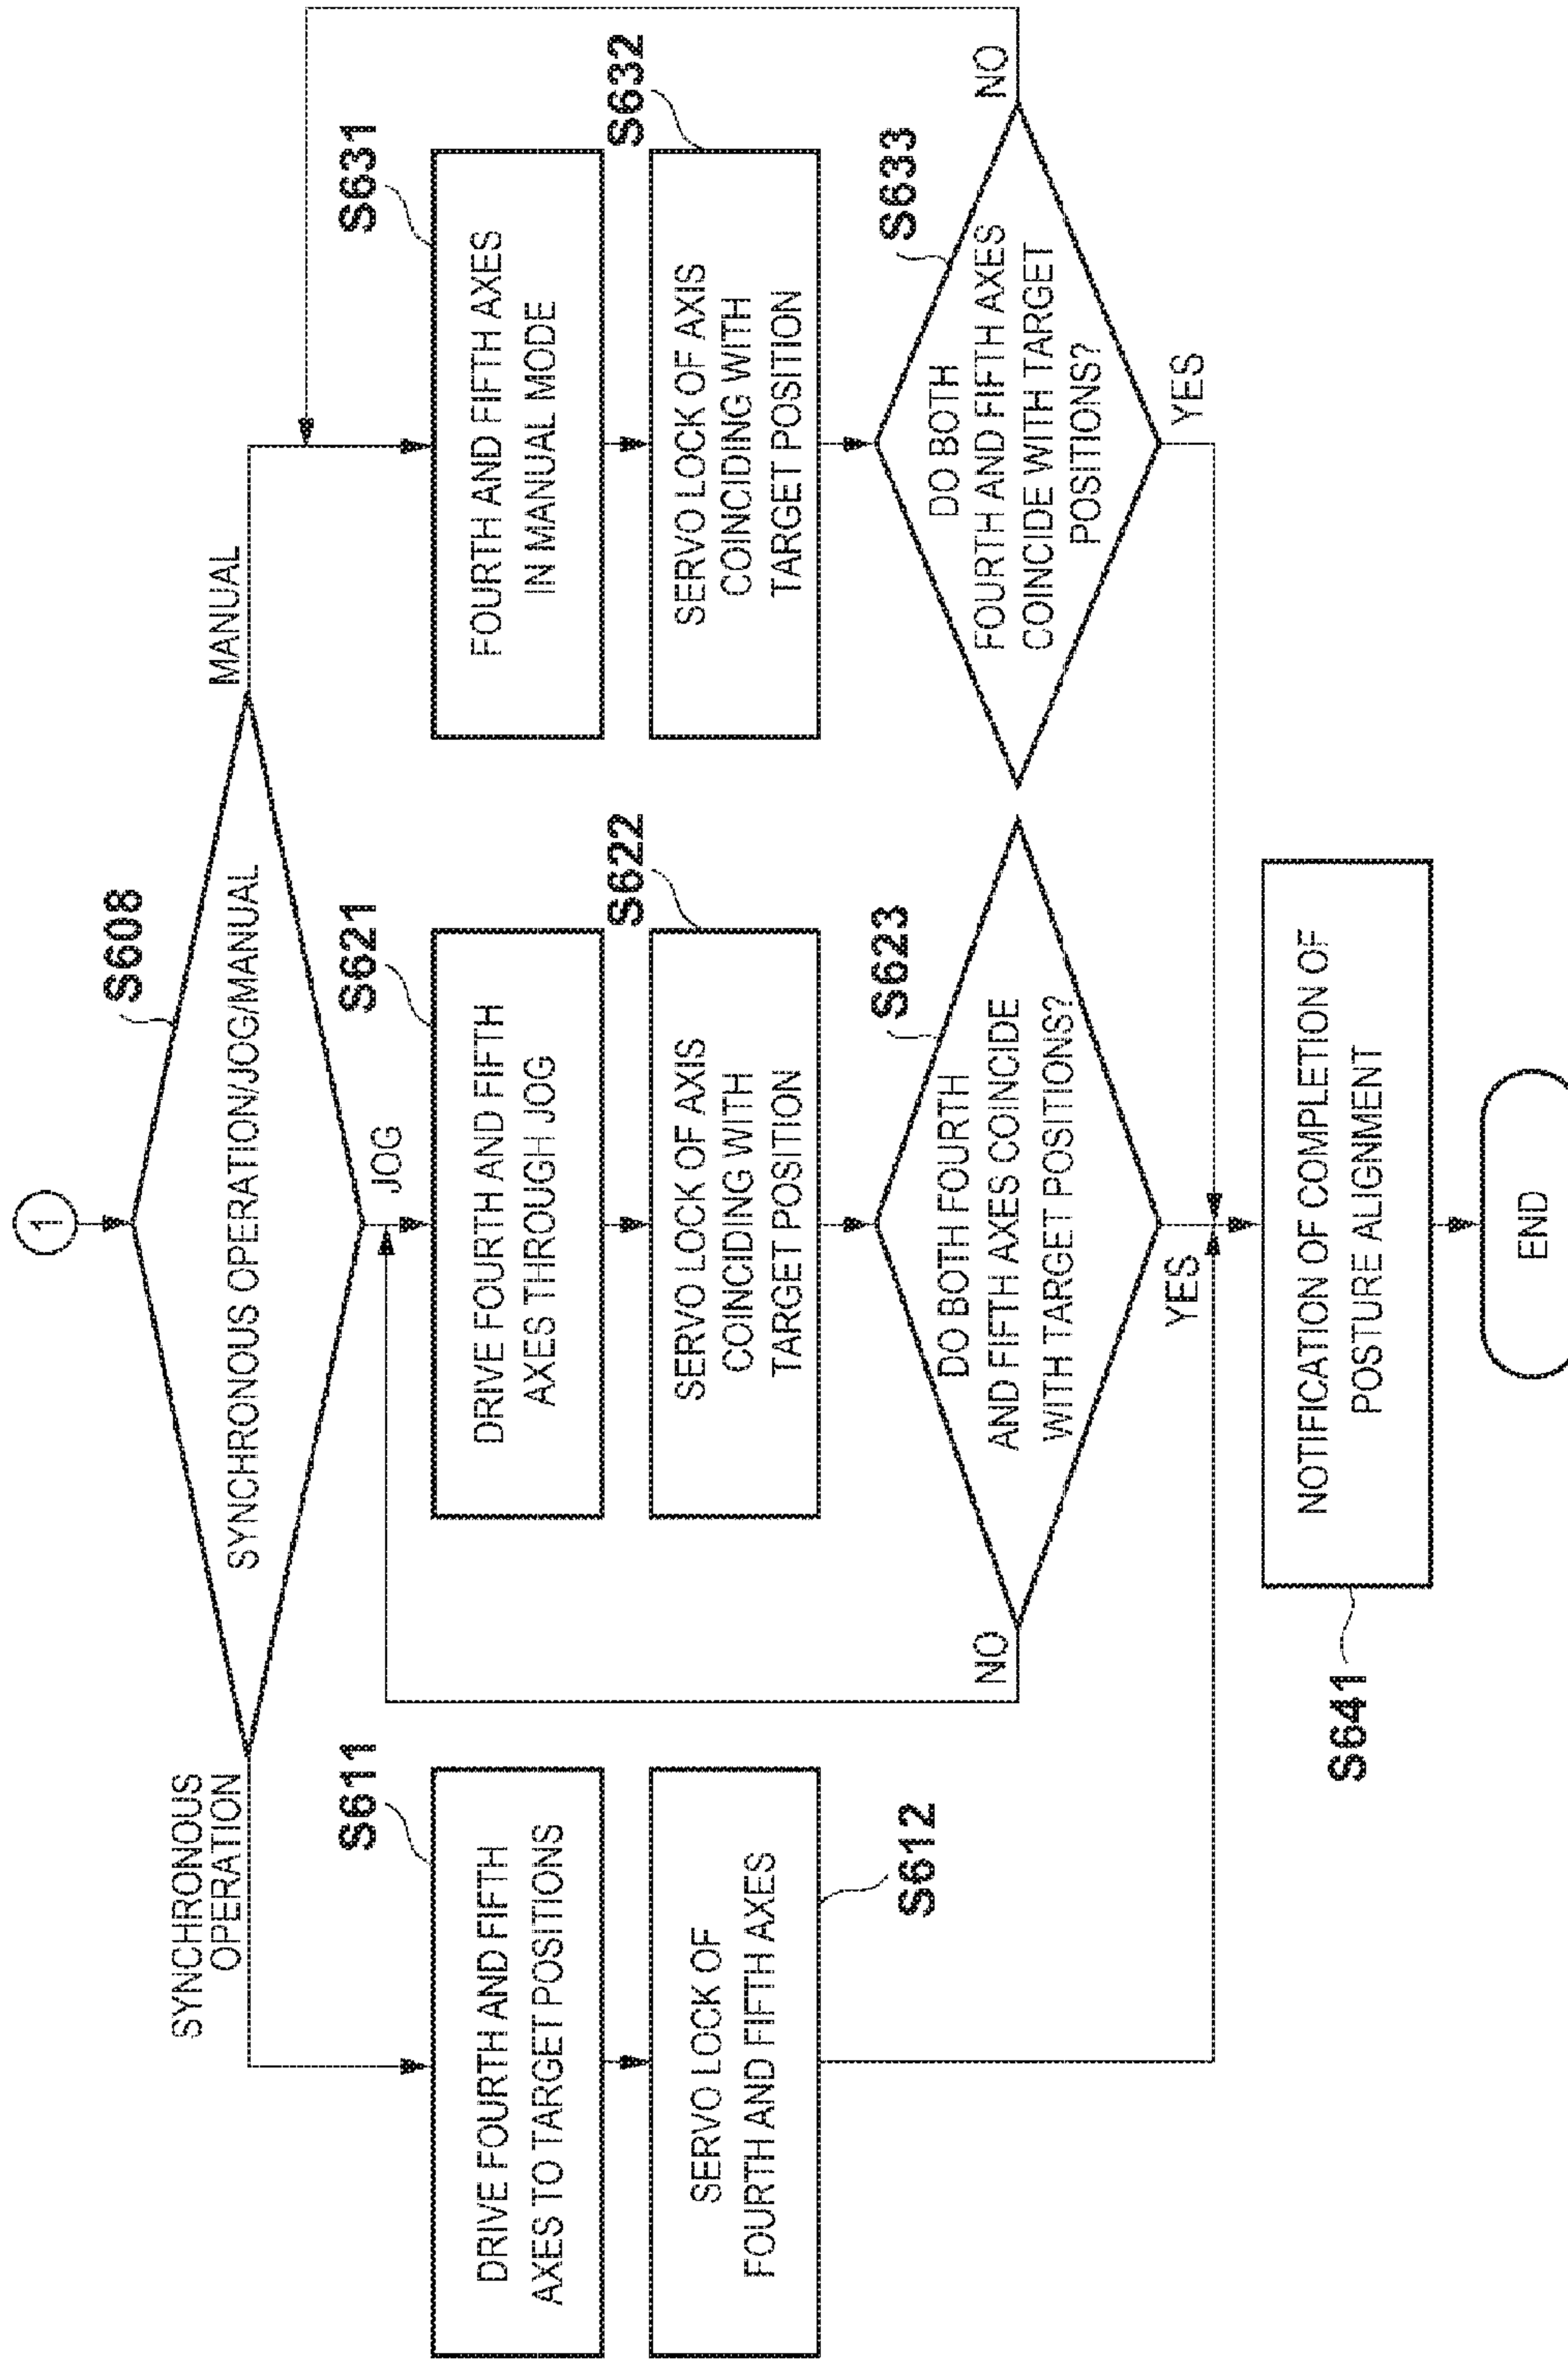 1
S608
SYNCHRONOUS OPERATION/JOG/MANUAL
SYNCHRONOUS
OPERATION
JOG
MANUAL
S611
DRIVE FOURTH AND FIFTH
AXES TO TARGET POSITIONS
S612
SERVO LOCK OF
FOURTH AND FIFTH AXES
S621
DRIVE FOURTH AND FIFTH
AXES THROUGH JOG
S622
SERVO LOCK OF AXIS
COINCIDING WITH
TARGET POSITION
S623
DO BOTH FOURTH
AND FIFTH AXES COINCIDE
WITH TARGET POSITIONS?
NO
YES
S631
FOURTH AND FIFTH AXES
IN MANUAL MODE
S632
SERVO LOCK OF AXIS
COINCIDING WITH
TARGET POSITION
S633
DO BOTH
FOURTH AND FIFTH AXES
COINCIDE WITH TARGET
POSITIONS?
NO
YES
S641
NOTIFICATION OF COMPLETION OF
POSTURE ALIGNMENT
END